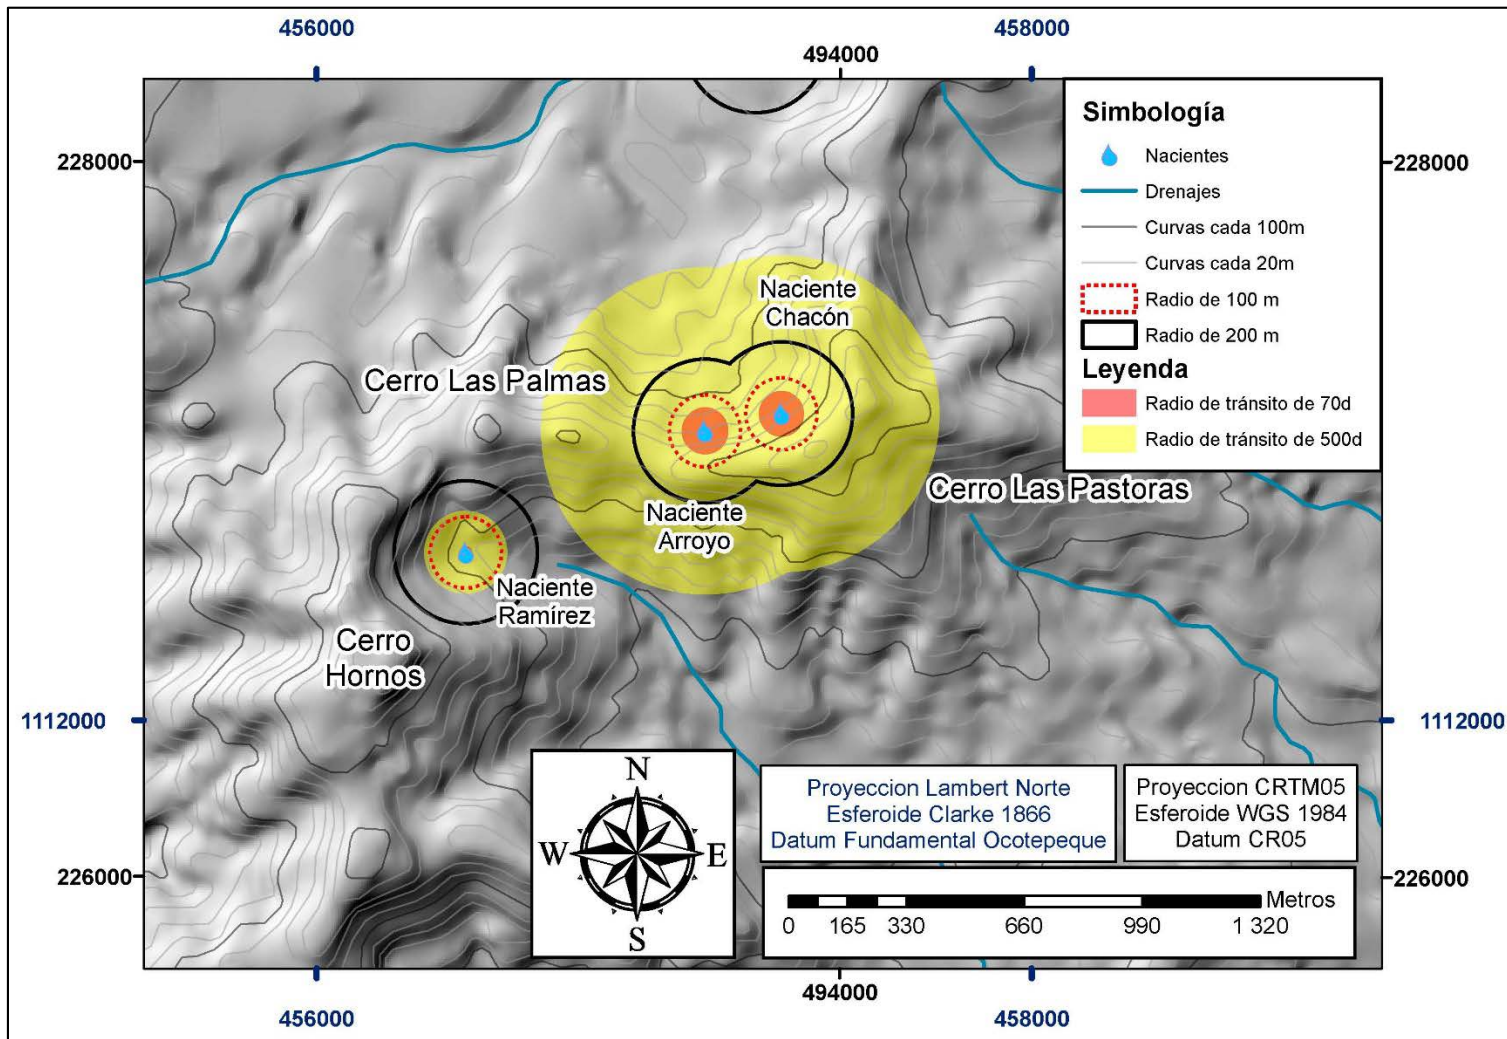 456000
458000
494000
228000
228000
Simbología
Nacientes
Drenajes
Curvas cada 100m
Curvas cada 20m
Radio de 100 m
Radio de 200 m
Leyenda
Radio de tránsito de 70d
Radio de tránsito de 500d
Naciente
Chacón
Cerro Las Palmas
Cerro Las Pastoras
Naciente
Arroyo
Naciente
Ramírez
Cerro
Hornos
1112000
1112000
N
W
E
S
Proyeccion Lambert Norte
Esferoide Clarke 1866
Datum Fundamental Ocotepeque
Proyeccion CRTM05
Esferoide WGS 1984
Datum CR05
226000
226000
Metros
0 165 330 660 990 1 320
494000
456000
458000